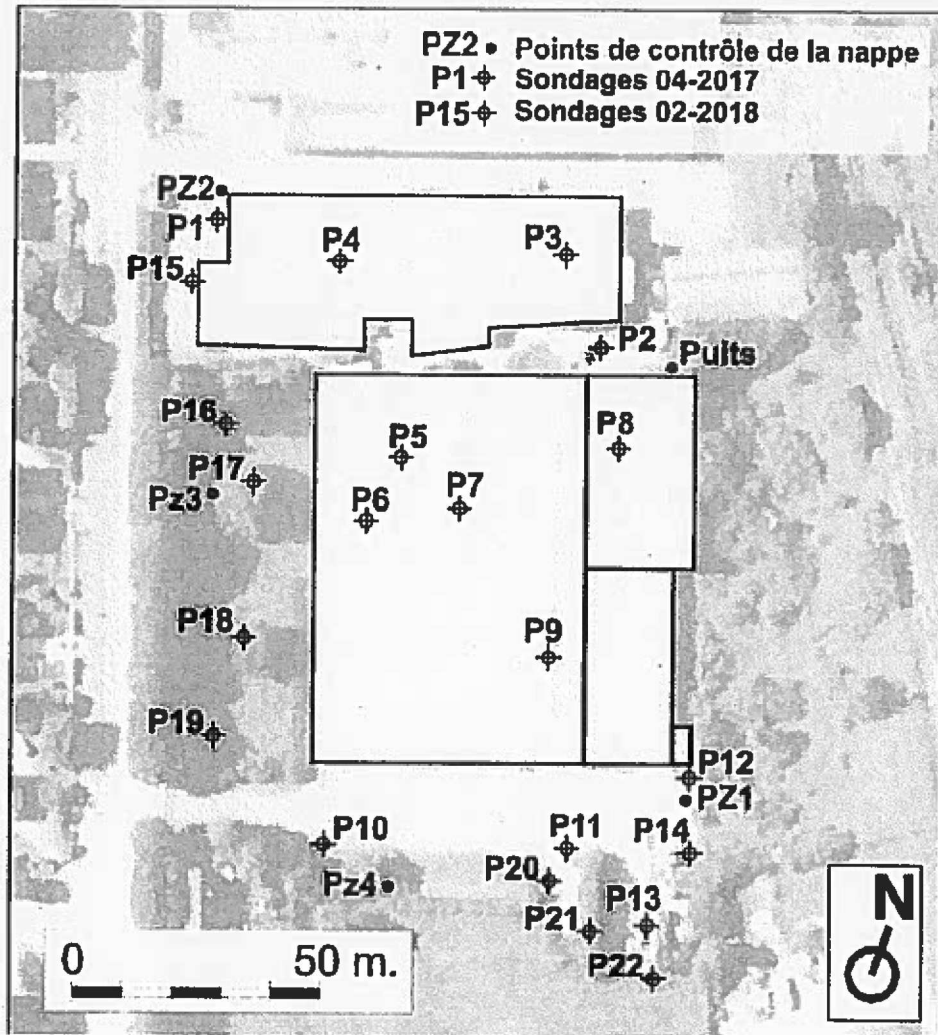 PZ2 • Points de contrôle de la nappe
P1 Sondages 04-2017
P15 Sondages 02-2018
PZ2
P1
P4
P3
P15
P2
Puits
P16
P5
P8
P17
Pz3
P6
P7
P18
P9
P19
P12
PZ1
P10
P11
P14
Pz4
P20
P13
P21
P22
N
0 50 m.